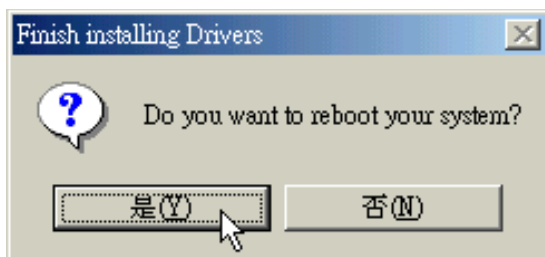 Finish installing Drivers
Do you want to reboot your system?
是(Y) 否(N)